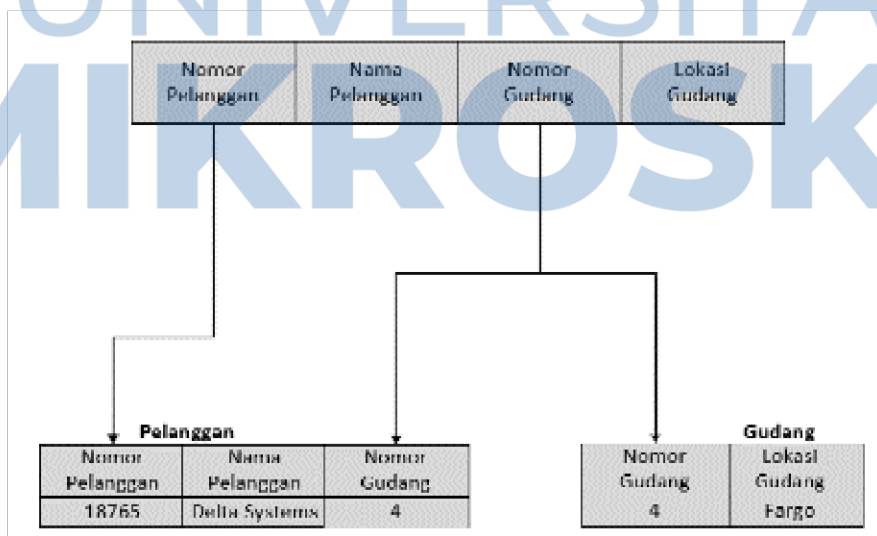 UNIVERSITA
MIKROSK
Nomor Pelanggan Nama Pelanggan Nomor Gudang Lokasi Gudang
Pelanggan
Nomor Pelanggan Nama Pelanggan Nomor Gudang
18765 Delta Systems 4
Gudang
Nomor Gudang Lokasi Gudang
4 Fargo